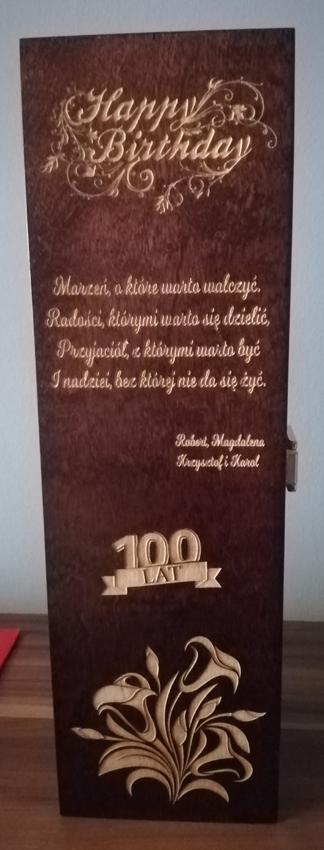 Happy
Birthday
Marzeń, o które warto walczyć,
Radości, którymi warto się dzielić,
Przyjaciół, z którymi warto być
I nadziei, bez której nie da się żyć.
Robert, Magdalena
Krzysztof i Karol
100
LAT